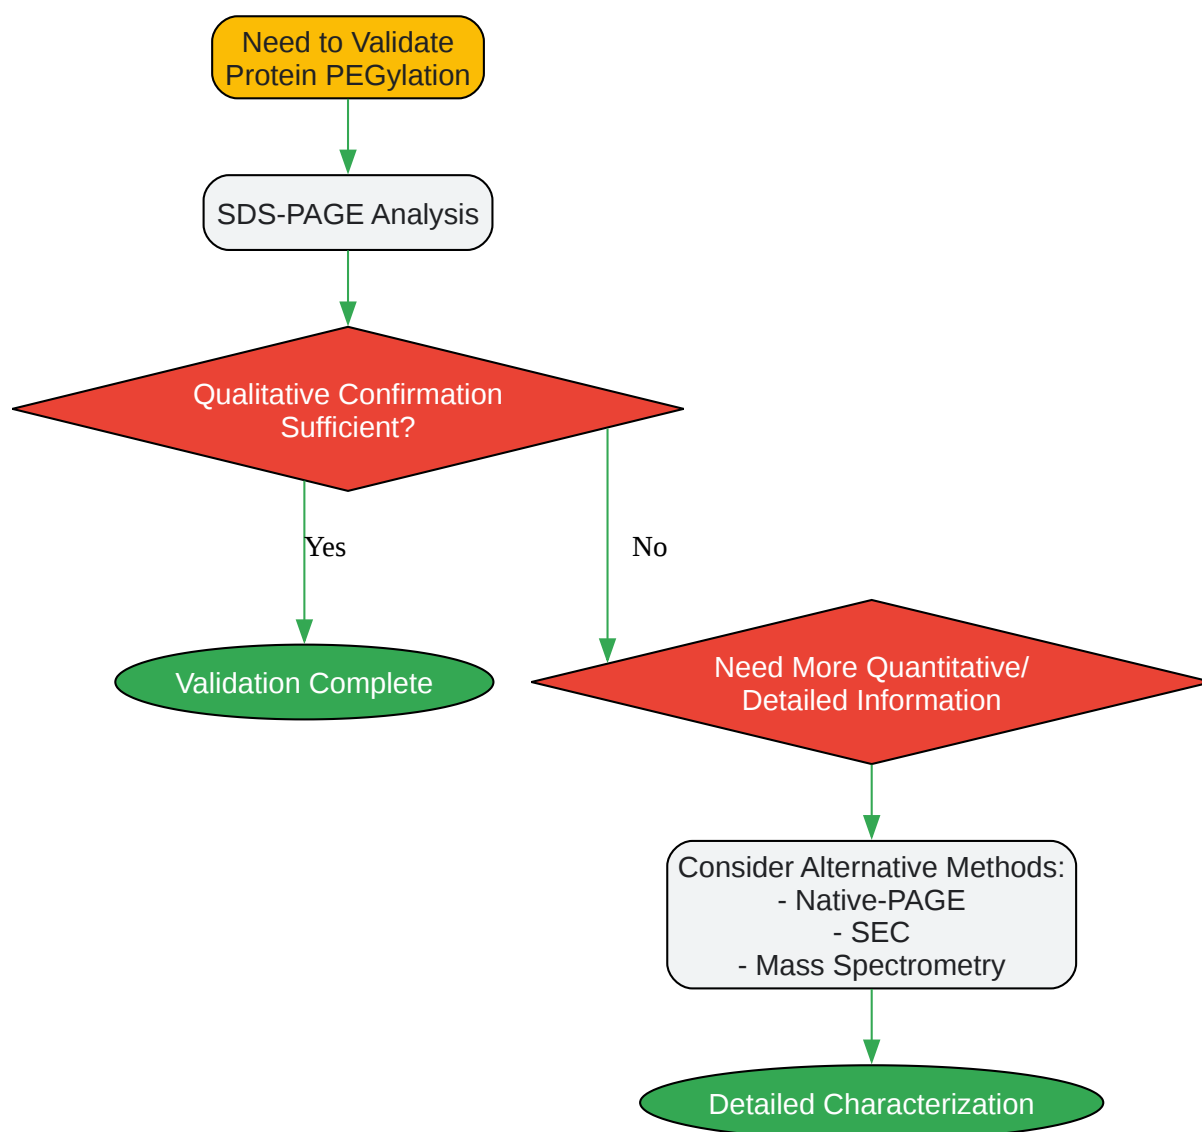 Need to Validate
Protein PEGylation
SDS-PAGE Analysis
Qualitative Confirmation
Sufficient?
Yes
No
Validation Complete
Need More Quantitative/
Detailed Information
Consider Alternative Methods:
- Native-PAGE
- SEC
- Mass Spectrometry
Detailed Characterization